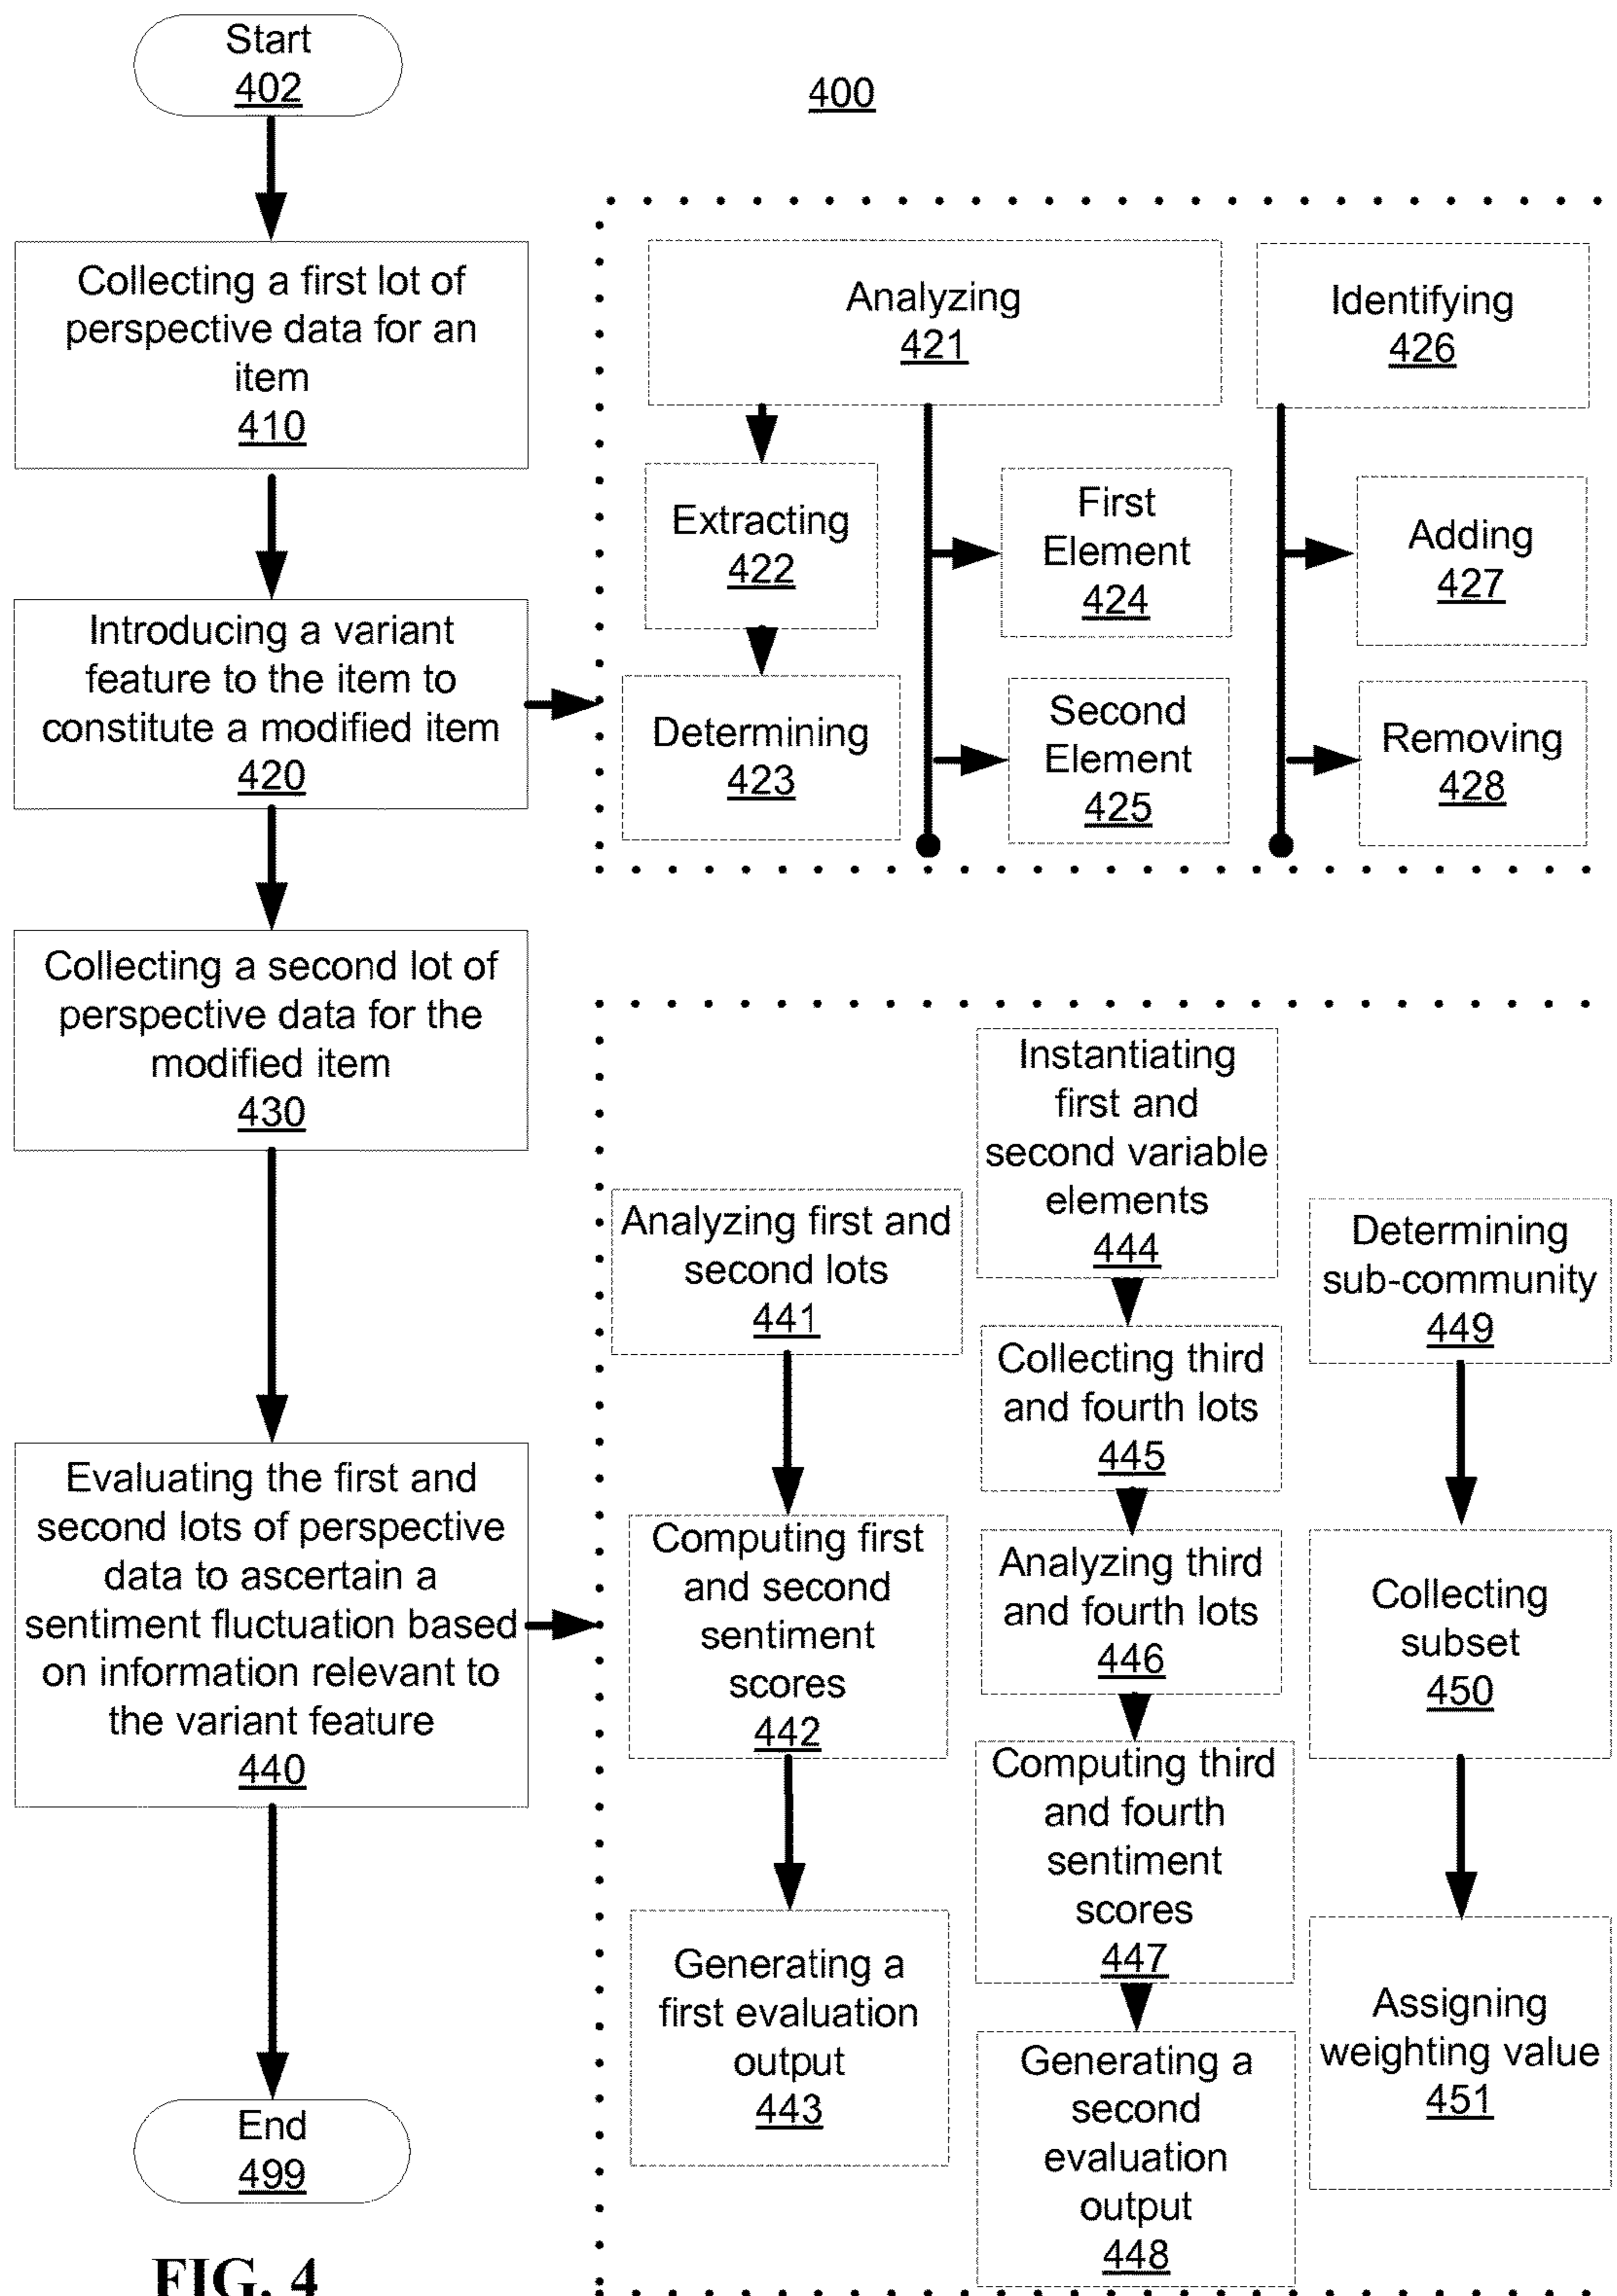 Start
402
400
Collecting a first lot of
perspective data for an
item
410
Introducing a variant
feature to the item to
constitute a modified item
420
Collecting a second lot of
perspective data for the
modified item
430
Evaluating the first and
second lots of perspective
data to ascertain a
sentiment fluctuation based
on information relevant to
the variant feature
440
End
499
Analyzing
421
Extracting
422
Determining
423
First
Element
424
Second
Element
425
Identifying
426
Adding
427
Removing
428
Analyzing first and
second lots
441
Computing first
and second
sentiment
scores
442
Generating a
first evaluation
output
443
Instantiating
first and
second variable
elements
444
Collecting third
and fourth lots
445
Analyzing third
and fourth lots
446
Computing third
and fourth
sentiment
scores
447
Generating a
second
evaluation
output
448
Determining
sub-community
449
Collecting
subset
450
Assigning
weighting value
451
FIG. 4